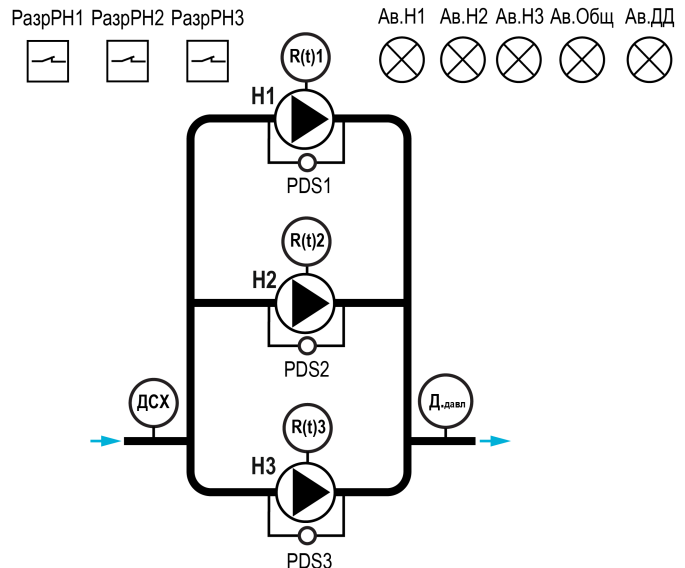 РазрРН1 РазрРН2 РазрРН3
Ав.Н1 Ав.Н2 Ав.Н3 Ав.Общ Ав.ДД
R(t)1
Н1
PDS1
R(t)2
Н2
PDS2
ДСХ
Д.давл
R(t)3
Н3
PDS3